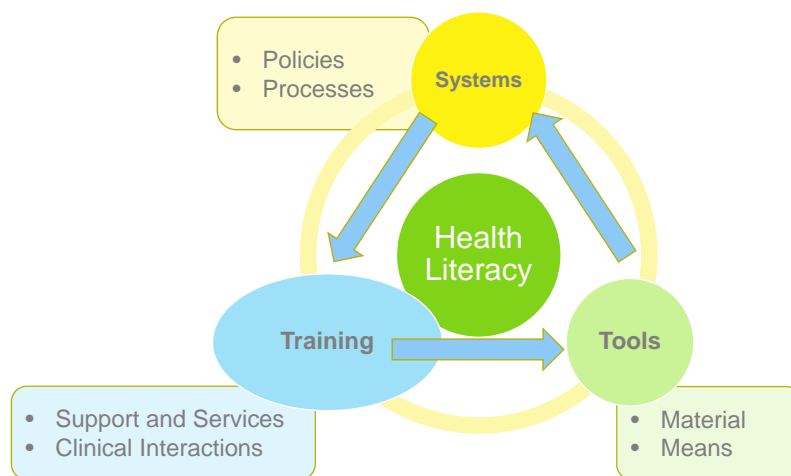 • Policies
• Processes
Systems
Health
Literacy
Training
Tools
• Support and Services
• Clinical Interactions
• Material
• Means